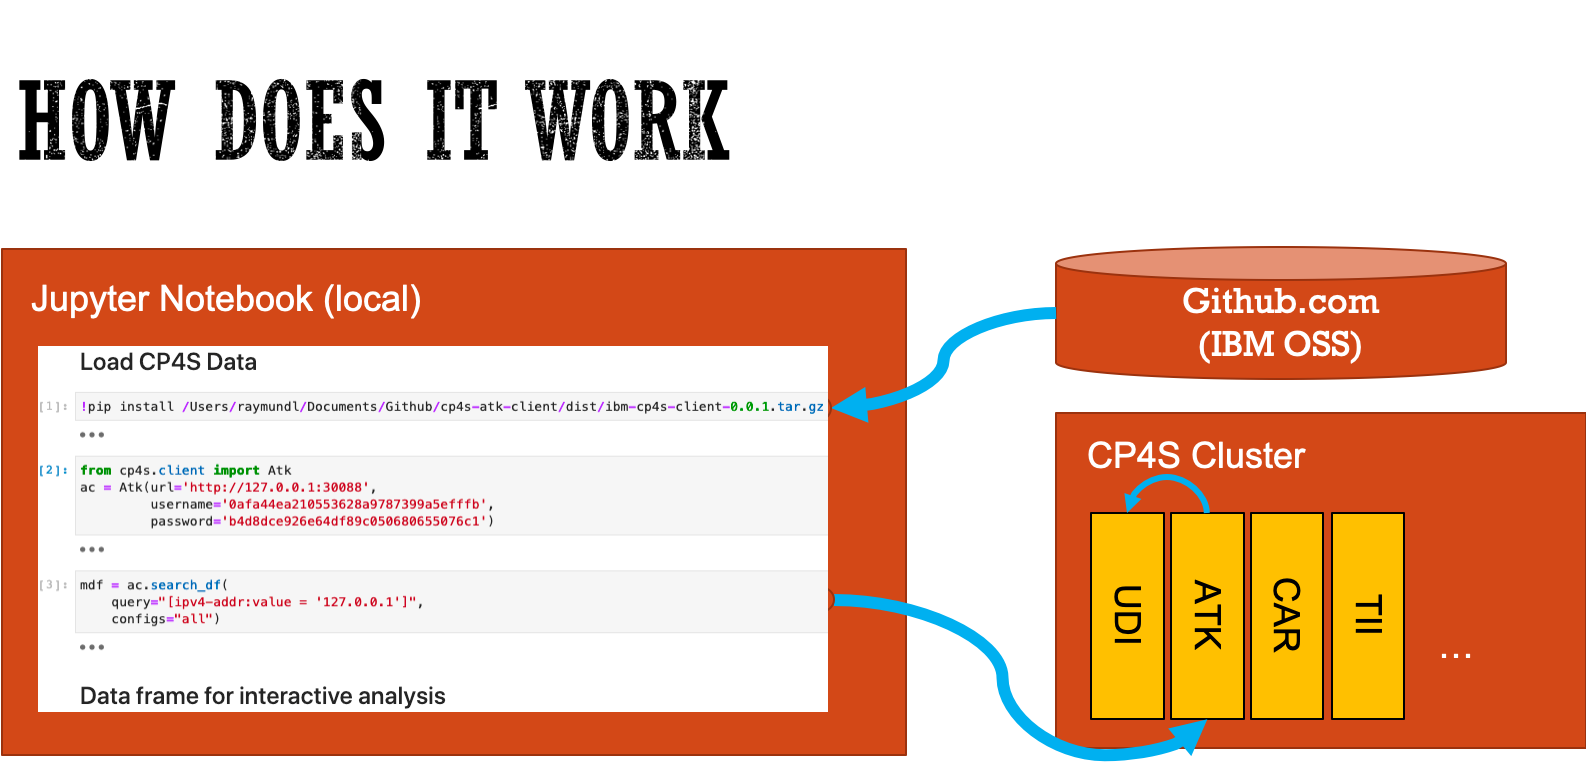 HOW DOES IT WORK
Jupyter Notebook (local)
Load CP4S Data
[1]: !pip install /Users/raymundl/Documents/Github/cp4s-atk-client/dist/ibm-cp4s-client-0.0.1.tar.gz
•••
[2]: from cp4s.client import Atk
ac = Atk(url='http://127.0.0.1:30088',
username='0afa44ea210553628a9787399a5efffb',
password='b4d8dce926e64df89c050680655076c1')
•••
[3]: mdf = ac.search_df(
query="[ipv4-addr:value = '127.0.0.1']",
configs="all")
•••
Data frame for interactive analysis
Github.com
(IBM OSS)
CP4S Cluster
UDI
ATK
CAR
TII
...